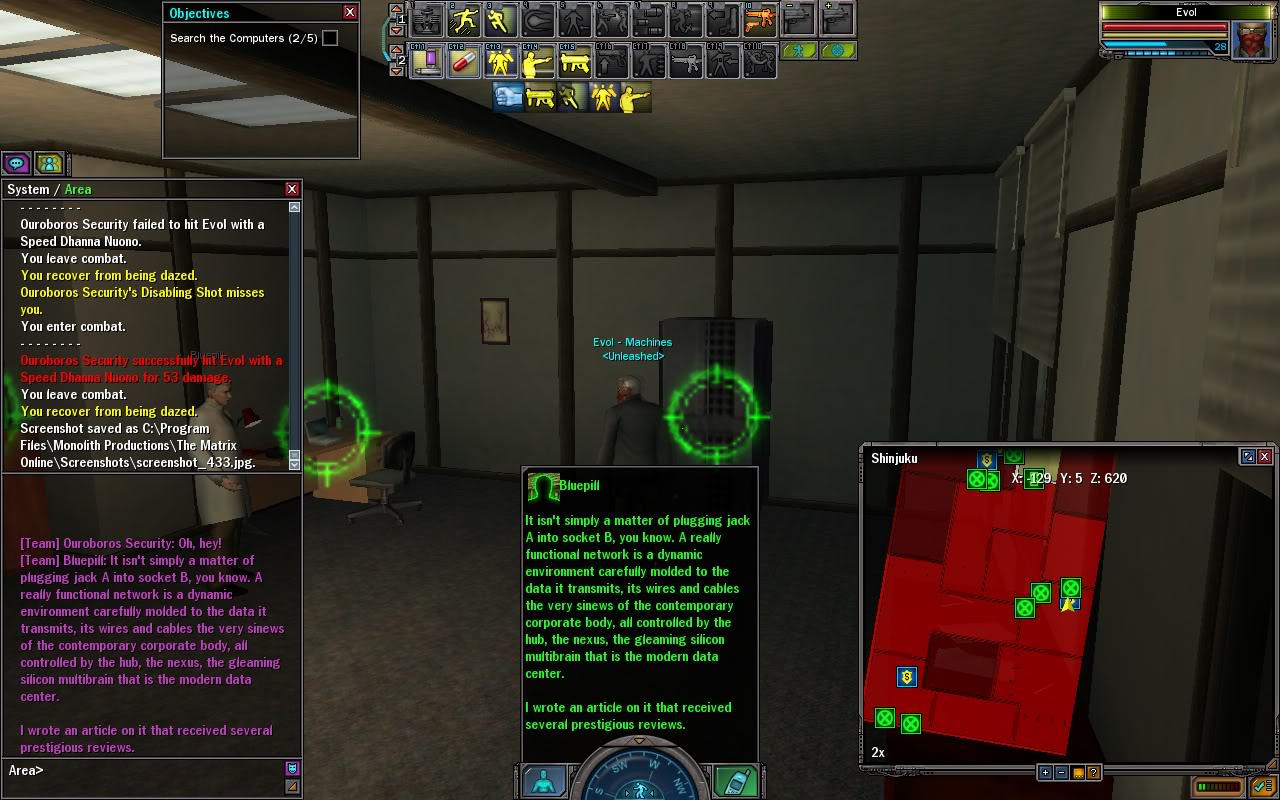 Objectives
Search the Computers (2/5)
1
2
Evol
28
System / Area
- - - - - - - -
Ouroboros Security failed to hit Evol with a
Speed Dhanna Nuono.
You leave combat.
You recover from being dazed.
Ouroboros Security's Disabling Shot misses
you.
You enter combat.
- - - - - - - -
Ouroboros Security successfully hit Evol with a
Speed Dhanna Nuono for 53 damage.
You leave combat.
You recover from being dazed.
Screenshot saved as C:\Program
Files\Monolith Productions\The Matrix
Online\Screenshots\screenshot_433.jpg.
[Team] Ouroboros Security: Oh, hey!
[Team] Bluepill: It isn't simply a matter of
plugging jack A into socket B, you know. A
really functional network is a dynamic
environment carefully molded to the data it
transmits, its wires and cables the very sinews
of the contemporary corporate body, all
controlled by the hub, the nexus, the gleaming
silicon multibrain that is the modern data
center.
I wrote an article on it that received several
prestigious reviews.
Area>
Evol - Machines
<Unleashed>
Bluepill
It isn't simply a matter of plugging jack
A into socket B, you know. A really
functional network is a dynamic
environment carefully molded to the
data it transmits, its wires and cables
the very sinews of the contemporary
corporate body, all controlled by the
hub, the nexus, the gleaming silicon
multibrain that is the modern data
center.
I wrote an article on it that received
several prestigious reviews.
S SW W NW
Shinjuku
X: -129 Y: 5 Z: 620
2x